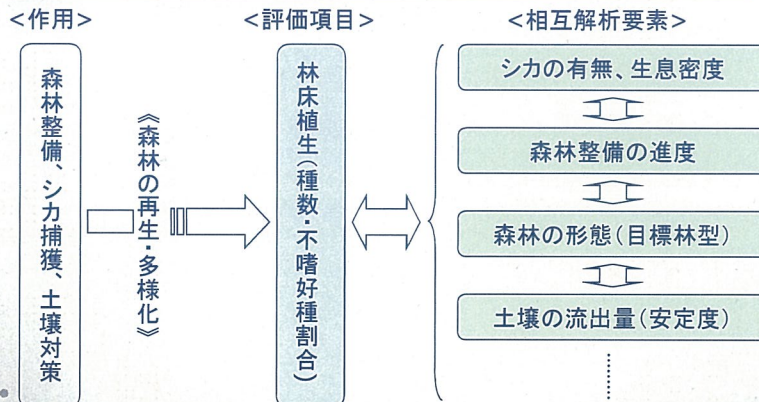 <作用>
<評価項目>
<相互解析要素>
森林整備、シカ捕獲、土壌対策
《森林の再生・多様化》
林床植生(種数・不嗜好種割合)
シカの有無、生息密度
森林整備の進度
森林の形態(目標林型)
土壌の流出量(安定度)